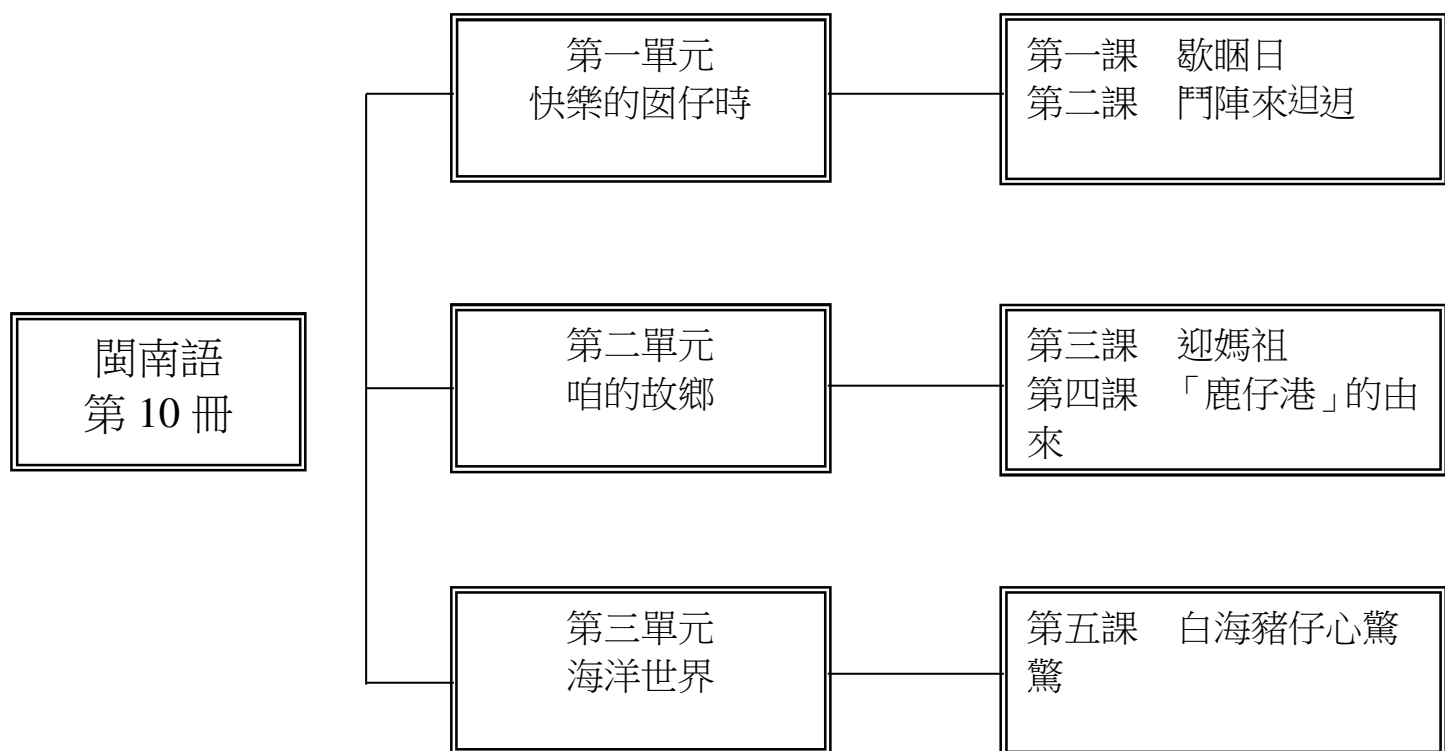 閩南語
第 10 冊
第一單元
快樂的囡仔時
第一課　歇睏日
第二課　鬥陣來𨑨迌
第二單元
咱的故鄉
第三課　迎媽祖
第四課　「鹿仔港」的由
來
第三單元
海洋世界
第五課　白海豬仔心驚
驚